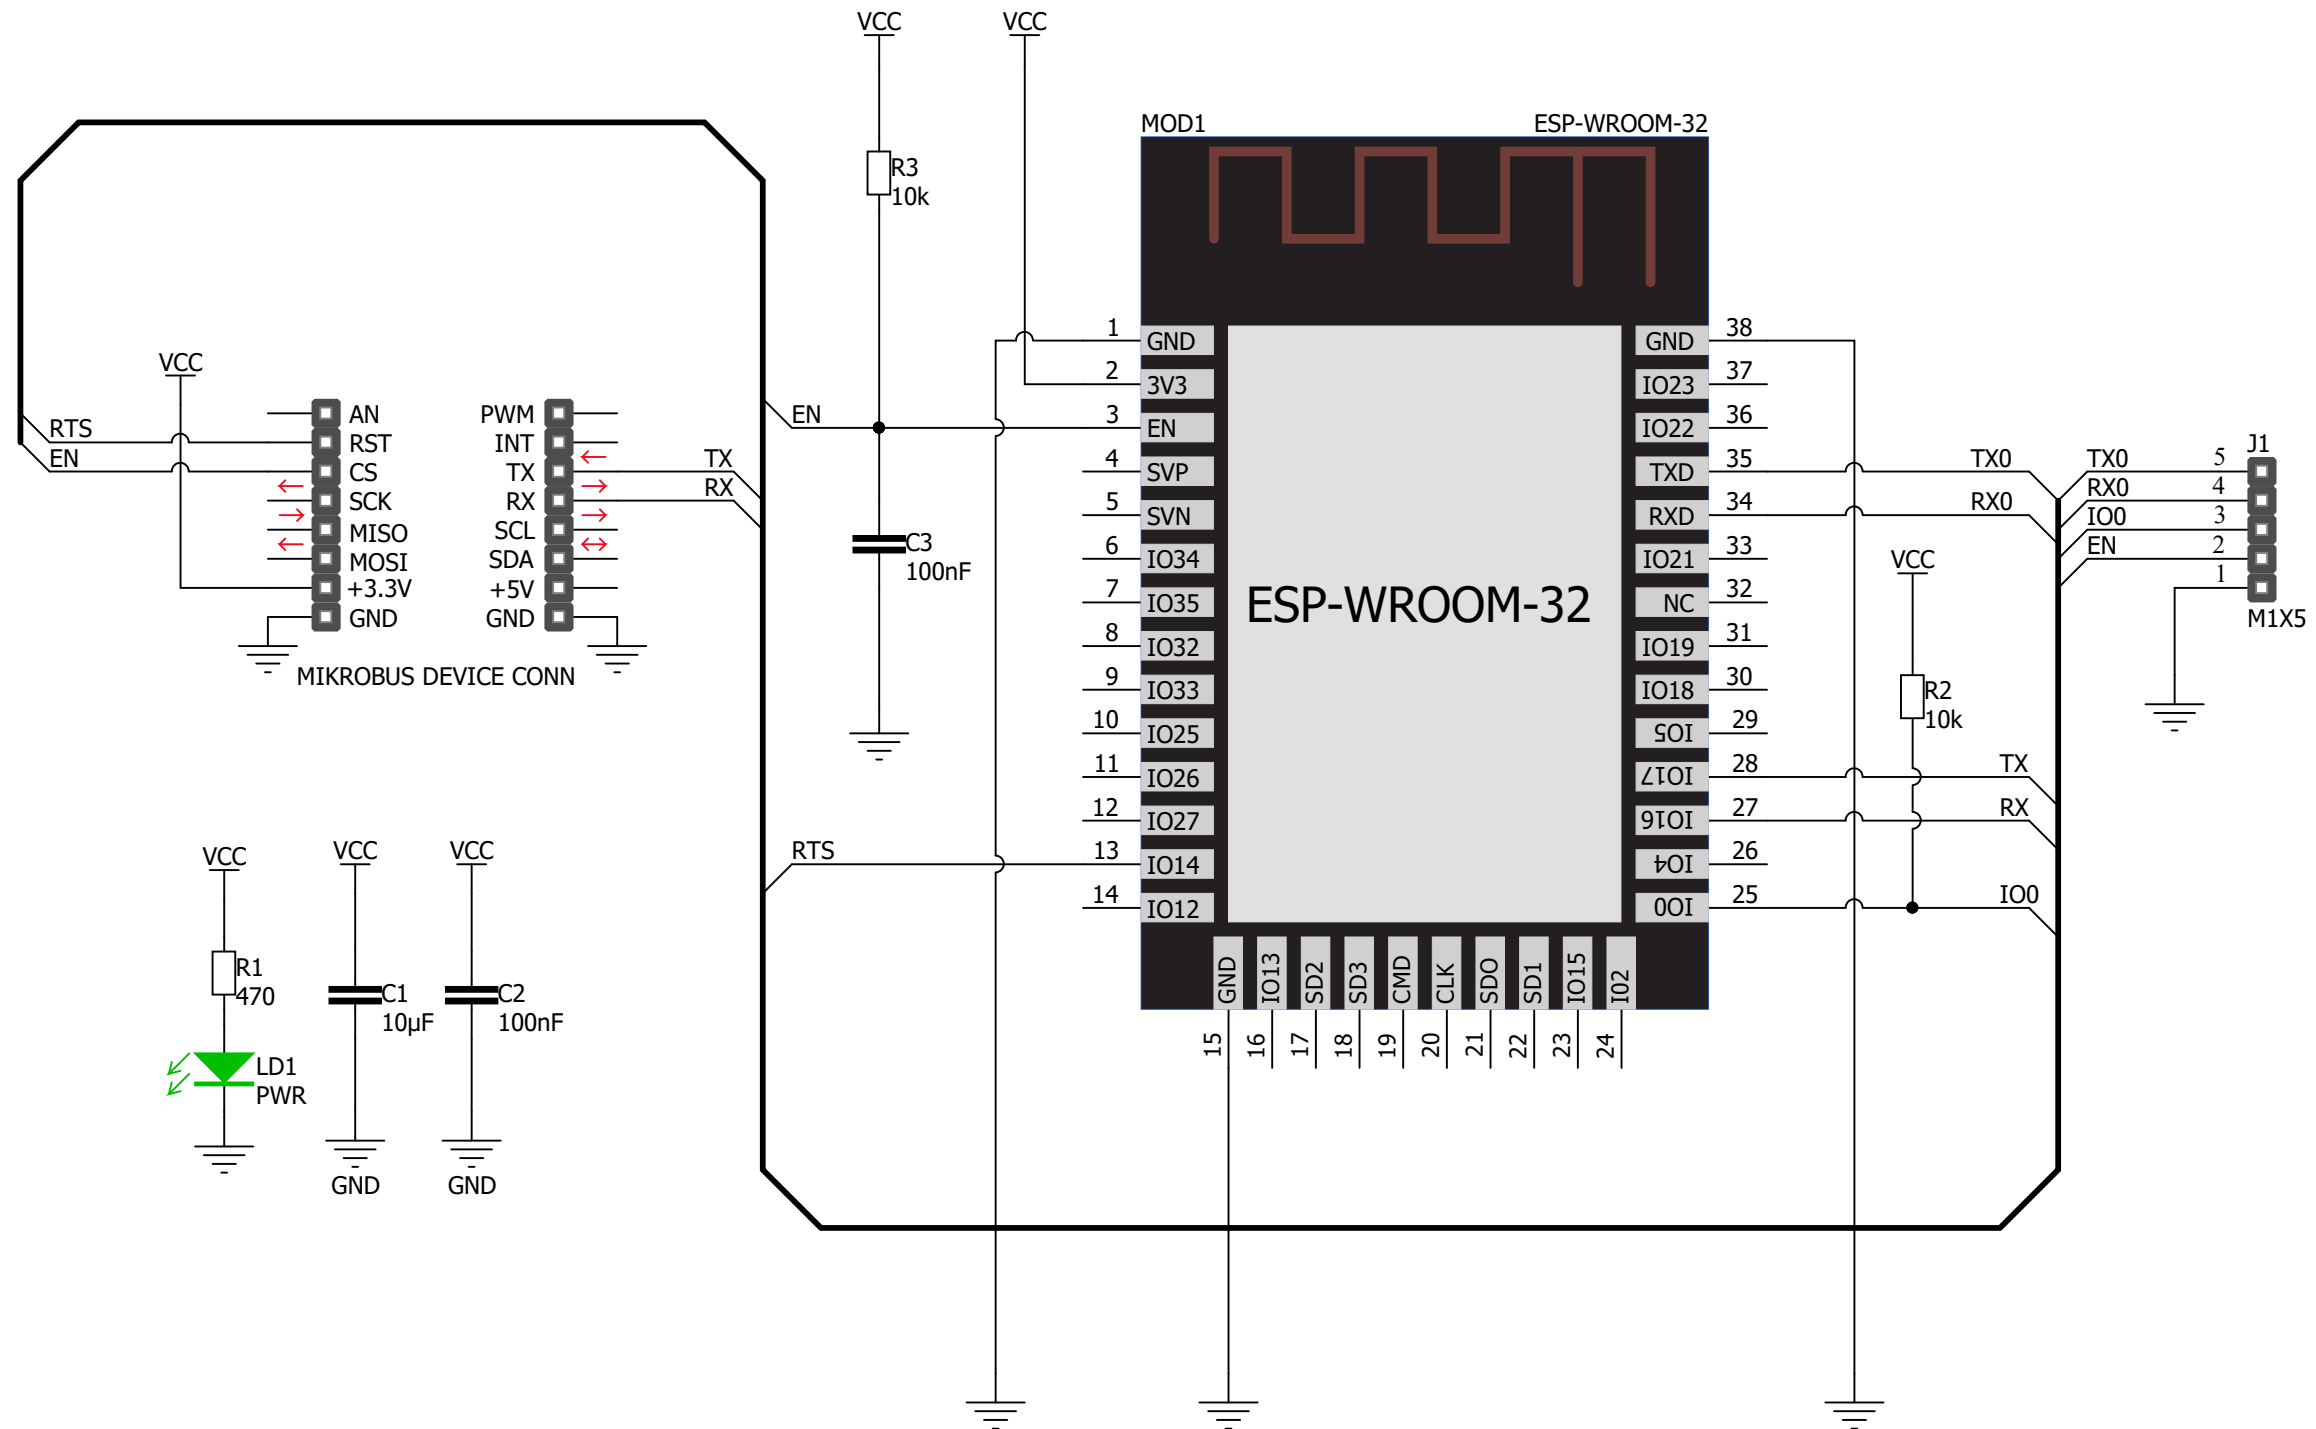 VCC
VCC
R3
10k
MOD1
ESP-WROOM-32
VCC
RTS
EN
AN
RST
CS
SCK
MISO
MOSI
+3.3V
GND
PWM
INT
TX
RX
SCL
SDA
+5V
GND
MIKROBUS DEVICE CONN
TX
RX
EN
C3
100nF
RTS
1
2
3
4
5
6
7
8
9
10
11
12
13
14
GND
3V3
EN
SVP
SVN
IO34
IO35
IO32
IO33
IO25
IO26
IO27
IO14
IO12
ESP-WROOM-32
GND
IO23
IO22
TXD
RXD
IO21
NC
IO19
IO18
IO5
IO17
IO16
IO4
IO0
38
37
36
35
34
33
32
31
30
29
28
27
26
25
GND
IO13
SD2
SD3
CMD
CLK
SDO
SD1
IO15
I02
15
16
17
18
19
20
21
22
23
24
TX0
RX0
VCC
R2
10k
TX
RX
IO0
TX0
RX0
IO0
EN
J1
5
4
3
2
1
M1X5
VCC
R1
470
LD1
PWR
VCC
C1
10µF
GND
VCC
C2
100nF
GND